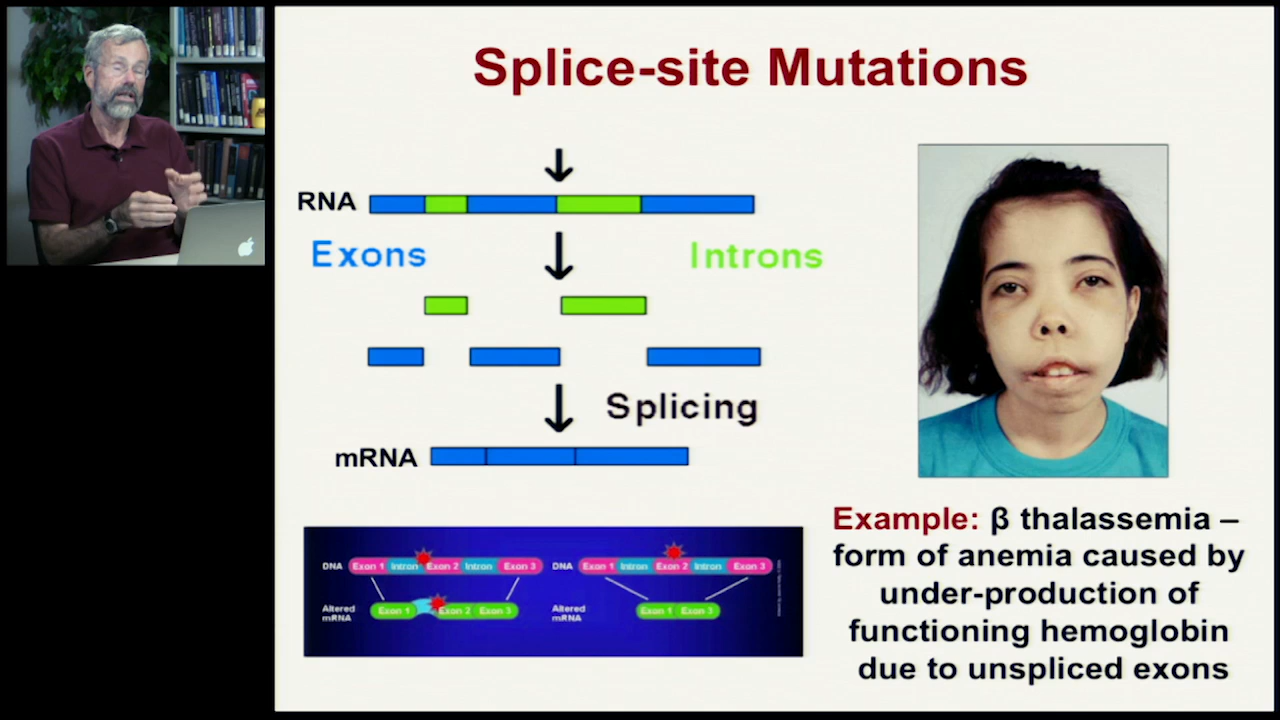 Splice-site Mutations
RNA
Exons
Introns
Splicing
mRNA
DNA Exon 1 Intron Exon 2 Intron Exon 3
Altered
mRNA
Exon 1 Exon 2 Exon 3
DNA Exon 1 Intron Exon 2 Intron Exon 3
Altered
mRNA
Exon 1 Exon 3
Example: β thalassemia –
form of anemia caused by
under-production of
functioning hemoglobin
due to unspliced exons